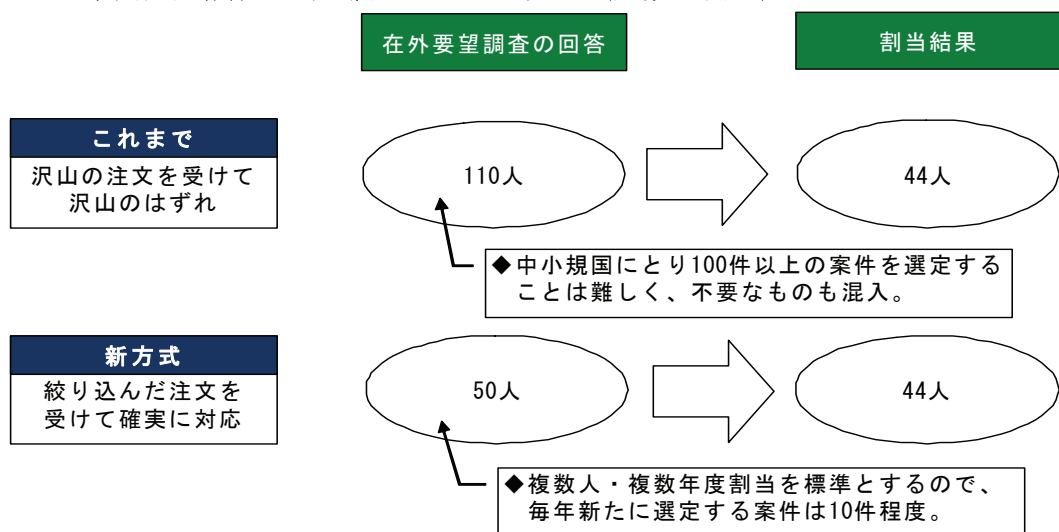 在外要望調査の回答
割当結果
これまで
沢山の注文を受けて
沢山のはずれ
110人
44人
◆中小規国にとり100件以上の案件を選定する
ことは難しく、不要なものも混入。
新方式
絞り込んだ注文を
受けて確実に対応
50人
44人
◆複数人・複数年度割当を標準とするので、
毎年新たに選定する案件は10件程度。